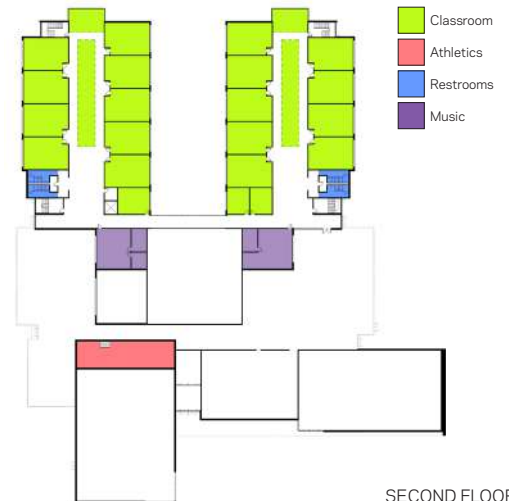 Classroom
Athletics
Restrooms
Music
SECOND FLOOR